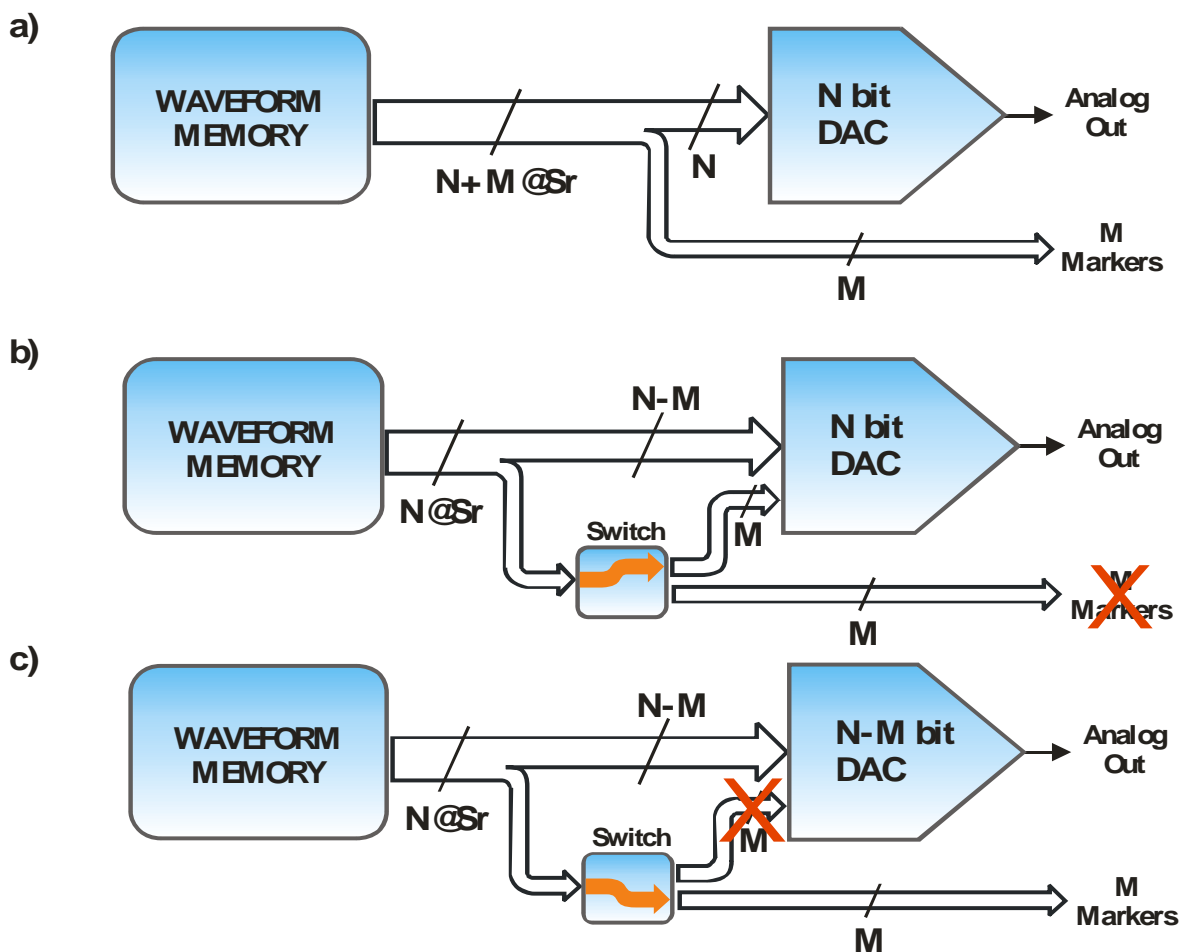 a)
WAVEFORM
MEMORY
N+M @Sr
N
N bit
DAC
Analog
Out
M
M
Markers
b)
WAVEFORM
MEMORY
N@Sr
N-M
Switch
M
N bit
DAC
Analog
Out
M
M
Markers
c)
WAVEFORM
MEMORY
N@Sr
N-M
Switch
M
N-M bit
DAC
Analog
Out
M
M
Markers